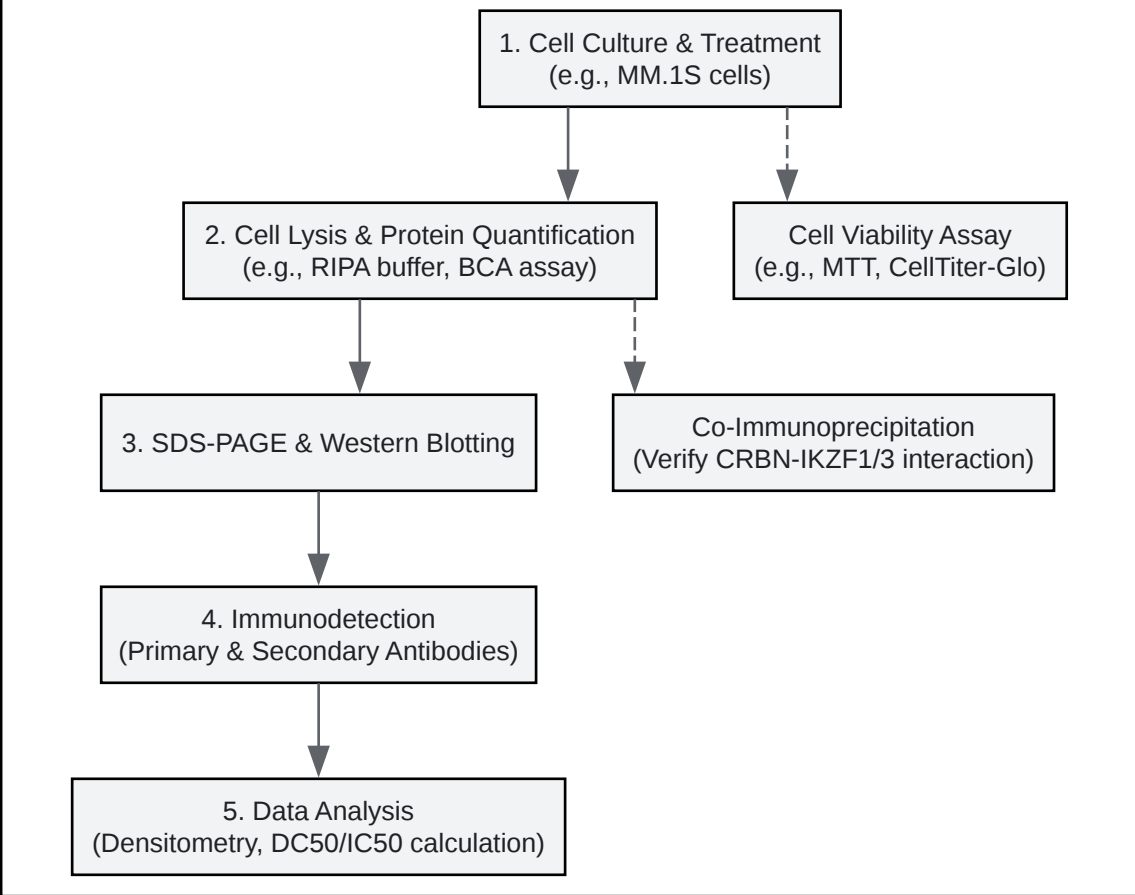 1. Cell Culture & Treatment
(e.g., MM.1S cells)
2. Cell Lysis & Protein Quantification
(e.g., RIPA buffer, BCA assay)
Cell Viability Assay
(e.g., MTT, CellTiter-Glo)
3. SDS-PAGE & Western Blotting
Co-Immunoprecipitation
(Verify CRBN-IKZF1/3 interaction)
4. Immunodetection
(Primary & Secondary Antibodies)
5. Data Analysis
(Densitometry, DC50/IC50 calculation)